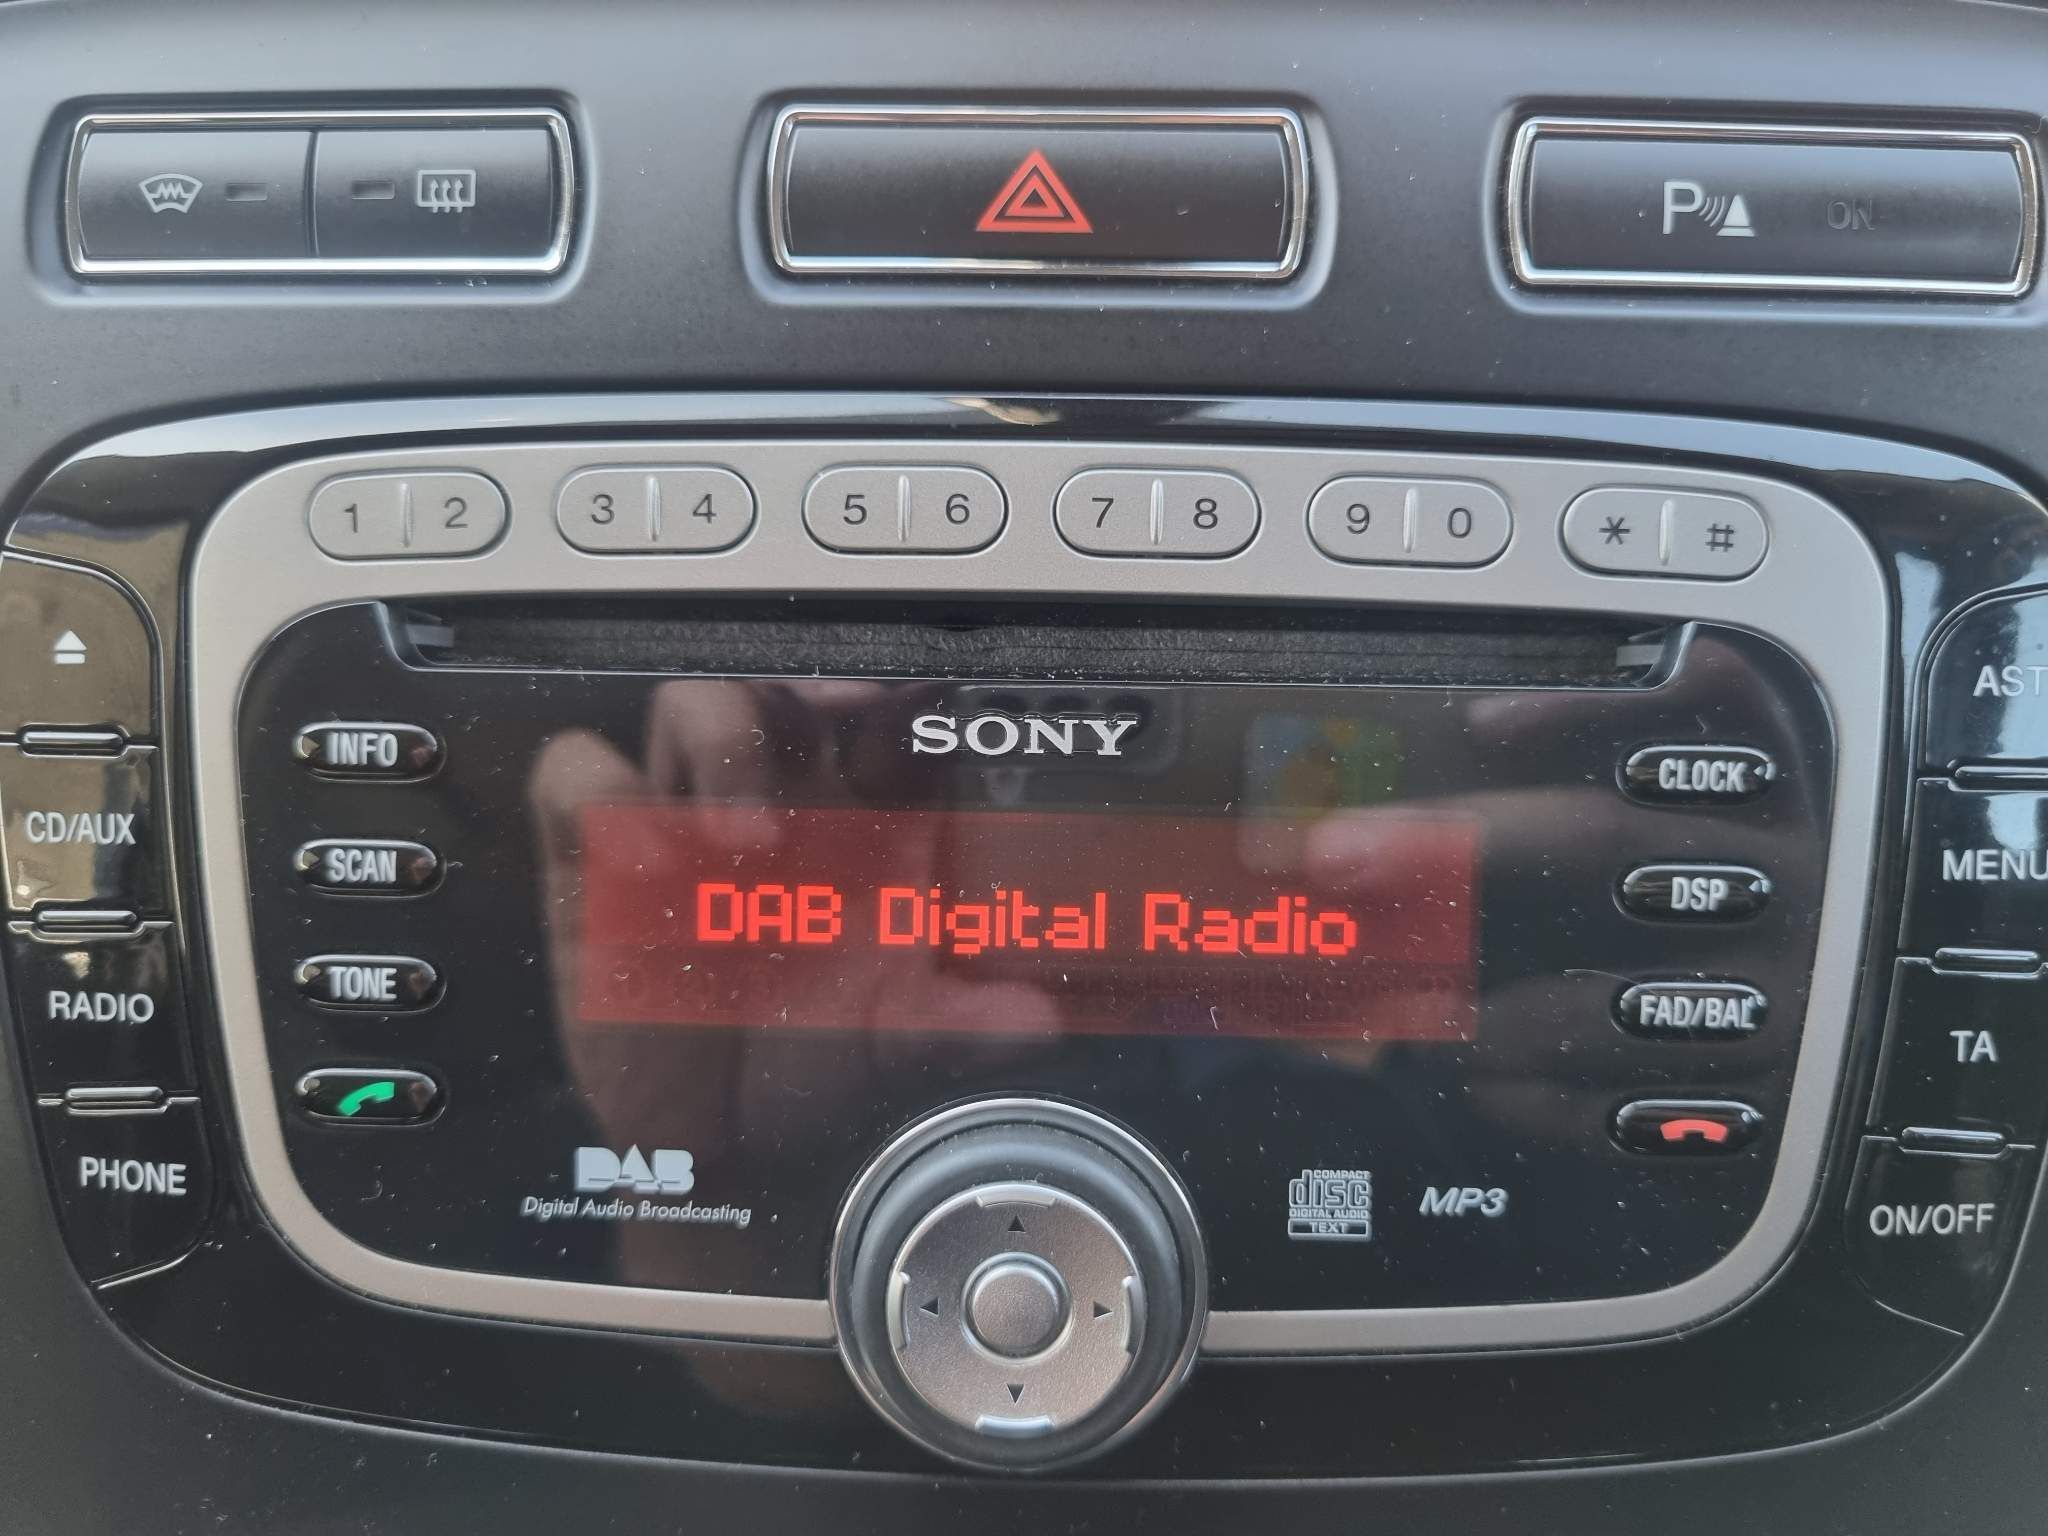 P ON
1 2 3 4 5 6 7 8 9 0 * #
SONY
INFO
SCAN
TONE
CD/AUX
RADIO
PHONE
DAB Digital Radio
CLOCK
DSP
FAD/BAL
AST
MENU
TA
ON/OFF
DAB
Digital Audio Broadcasting
COMPACT
disc
DIGITAL AUDIO
TEXT
MP3